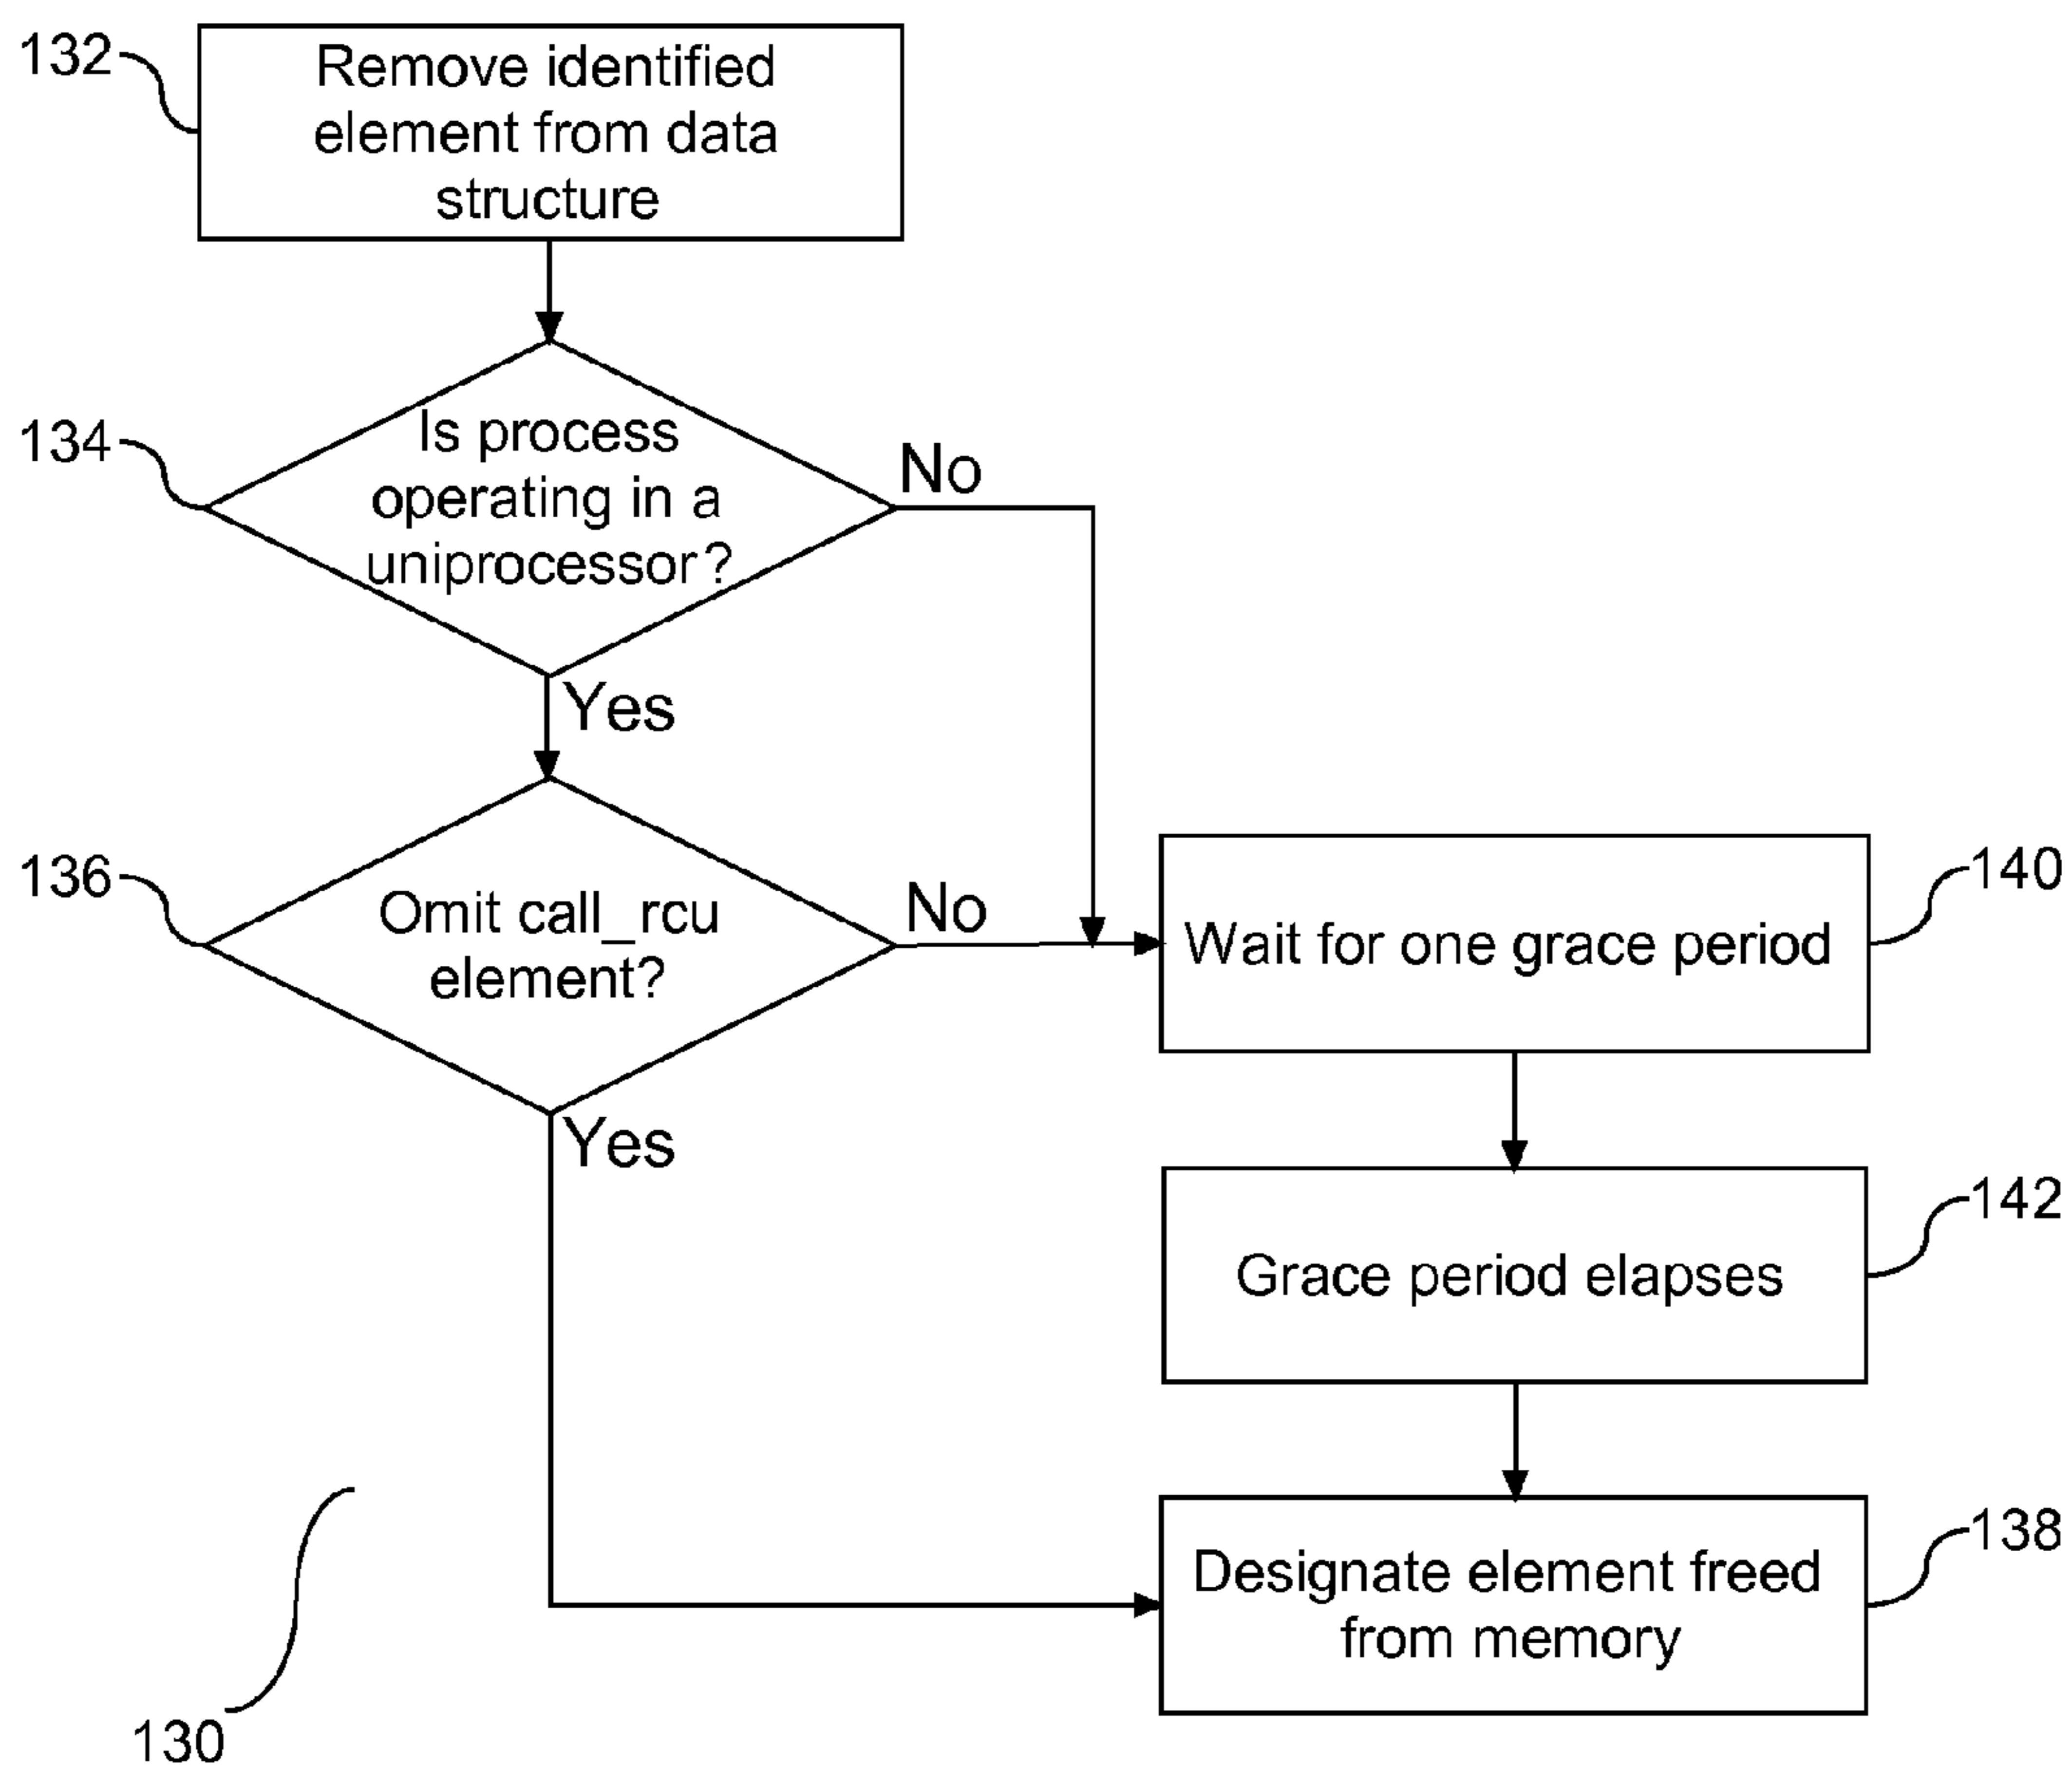 132
Remove identified
element from data
structure
134
Is process
operating in a
uniprocessor?
No
Yes
136
Omit call_rcu
element?
No
Yes
140
Wait for one grace period
142
Grace period elapses
138
Designate element freed
from memory
130